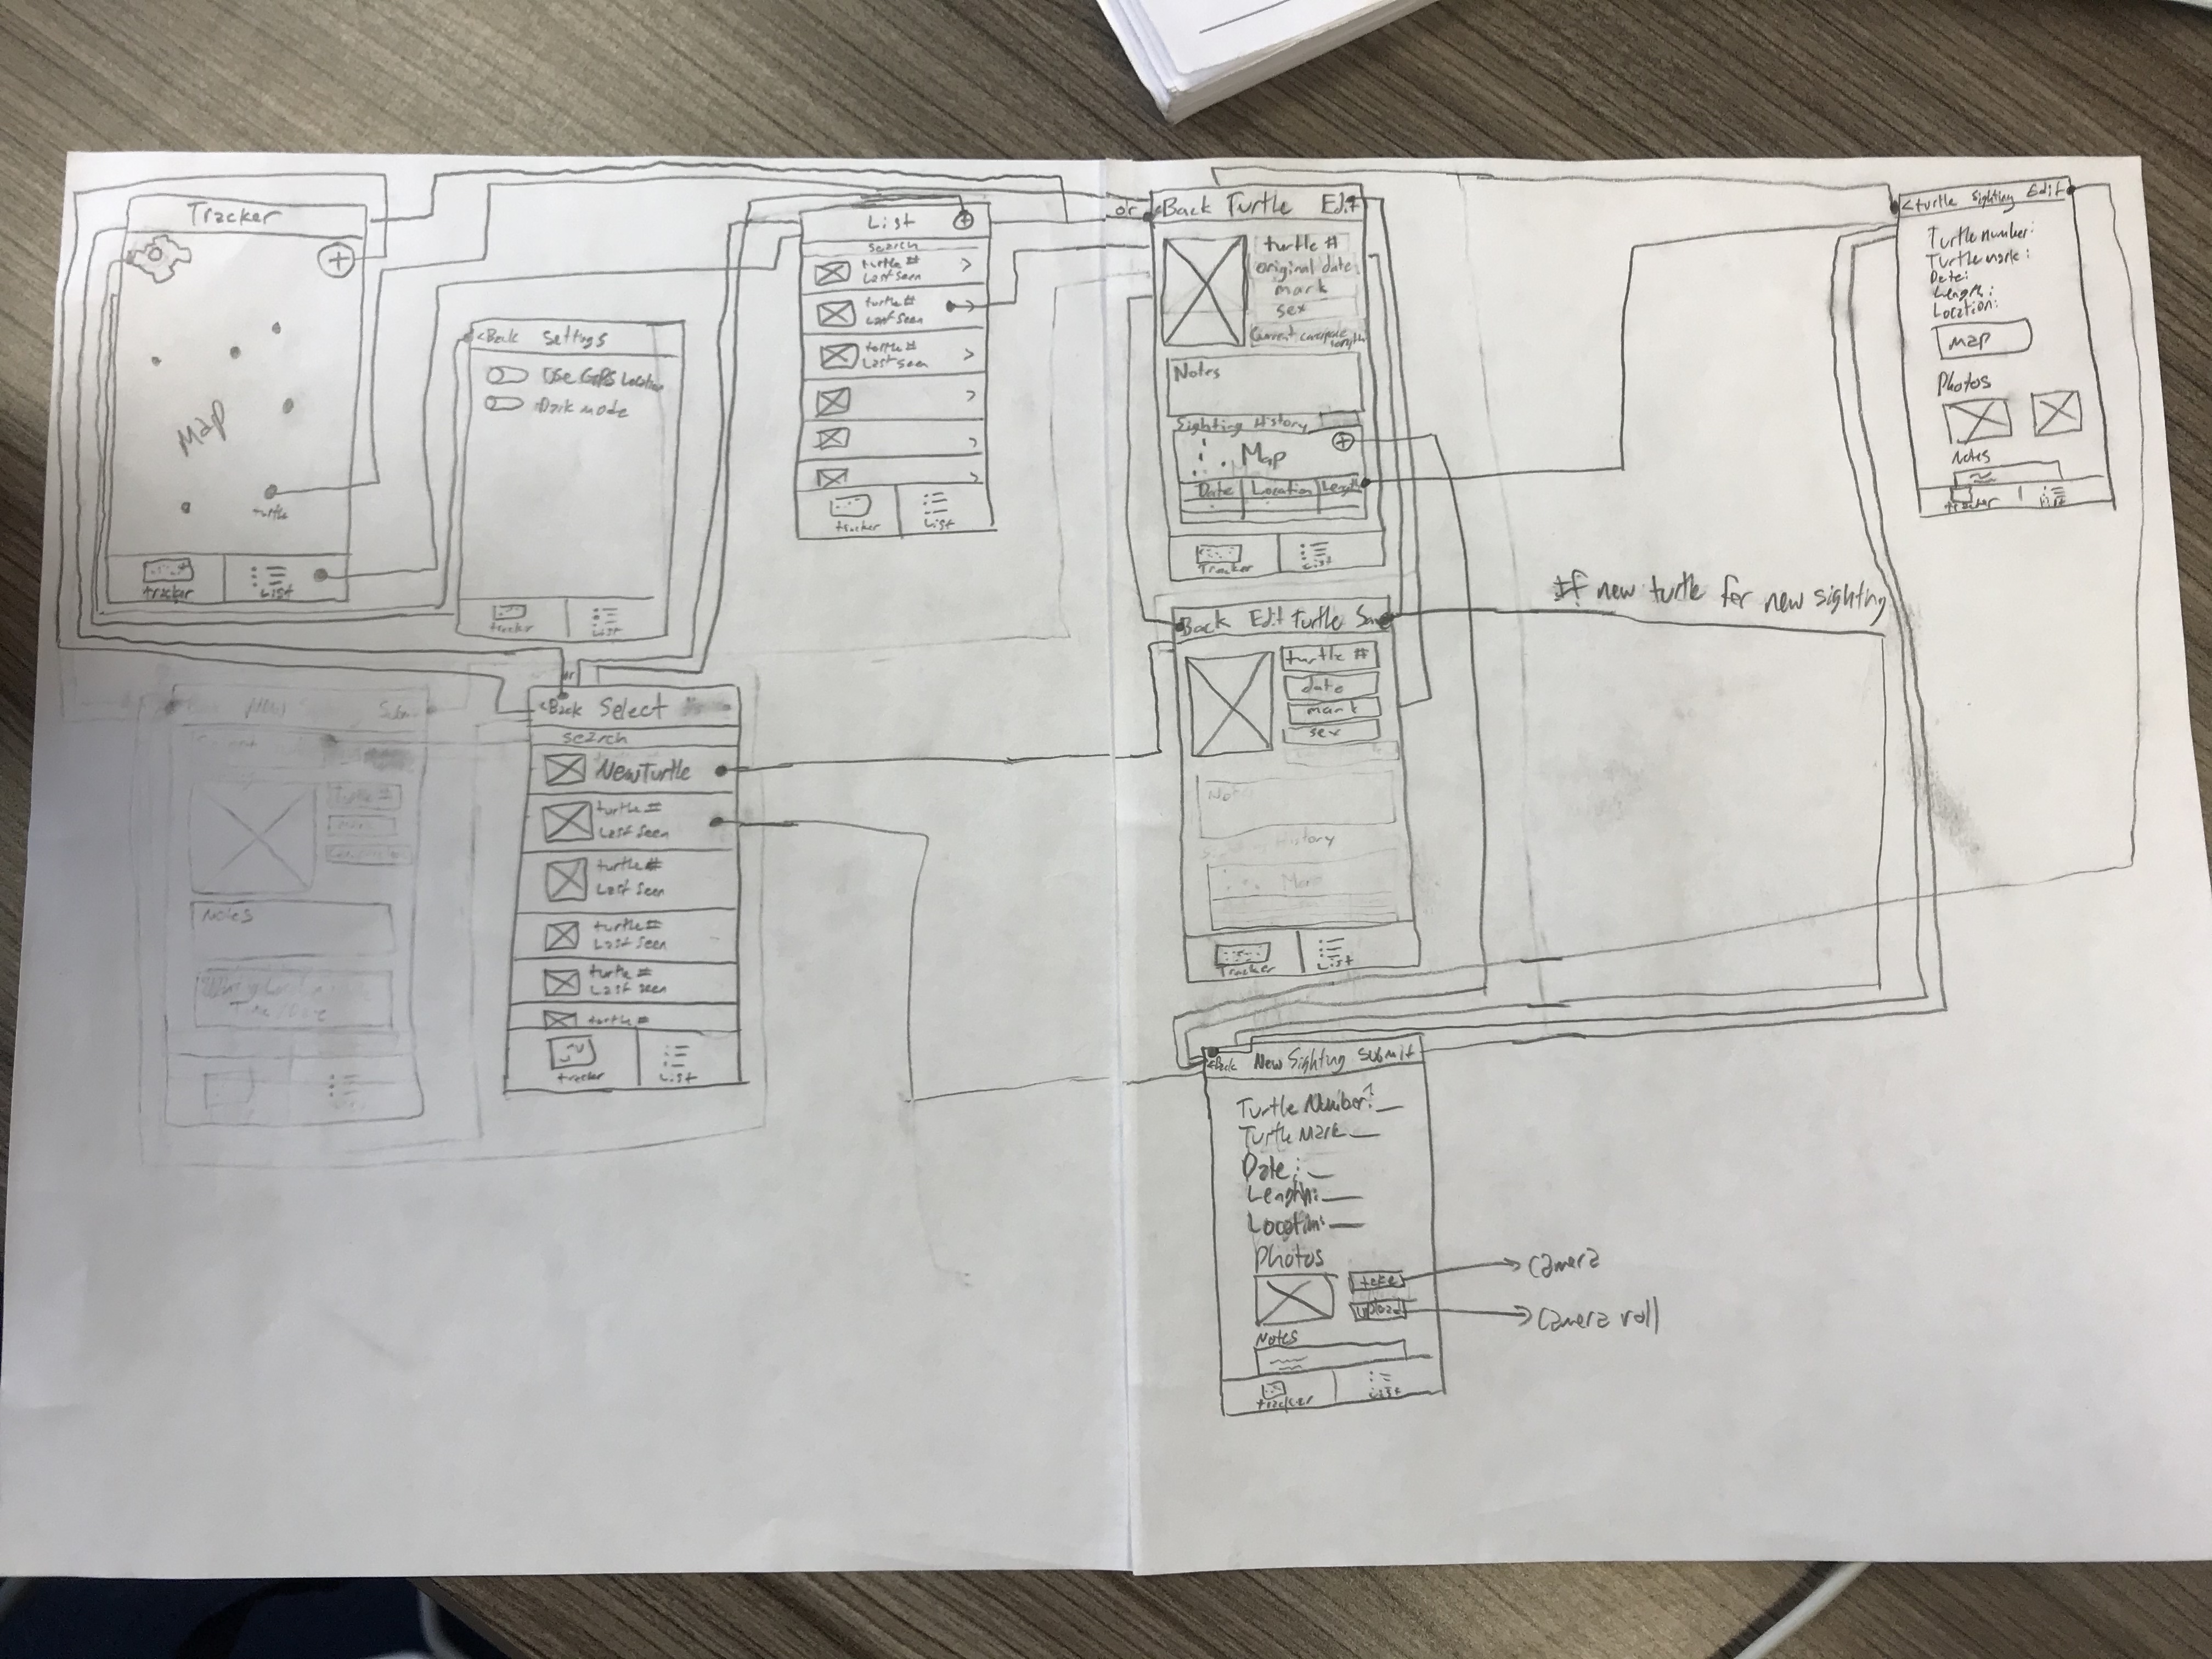 Tracker
+
Map
turtle
tracker
List
<Back Settings
Use GPS Location
Dark mode
tracker
List
List +
search
turtle #
Last seen >
turtle #
Last seen >
turtle #
Last seen >
>
>
>
tracker
List
or
<Back Turtle Edit
turtle #
original date
mark
sex
Current carapace length
Notes
Sighting History
+
Map
Date Location Length
Tracker
List
<turtle sighting Edit
Turtle number:
Turtle mark:
Date:
Length:
Location:
Map
Photos
Notes
tracker
List
If new turtle for new sighting
Back Edit Turtle Save
turtle #
date
mark
sex
Notes
History
Map
Tracker
List
or
<Back Select
search
New Turtle
turtle #
Last seen
turtle #
Last seen
turtle #
Last seen
turtle #
Last seen
turtle #
tracker
List
Turtle #
Notes
<Back New Sighting Submit
Turtle Number:
Turtle Mark
Date:
Length:
Location:
Photos
take
Camera
upload
Camera roll
Notes
tracker
List